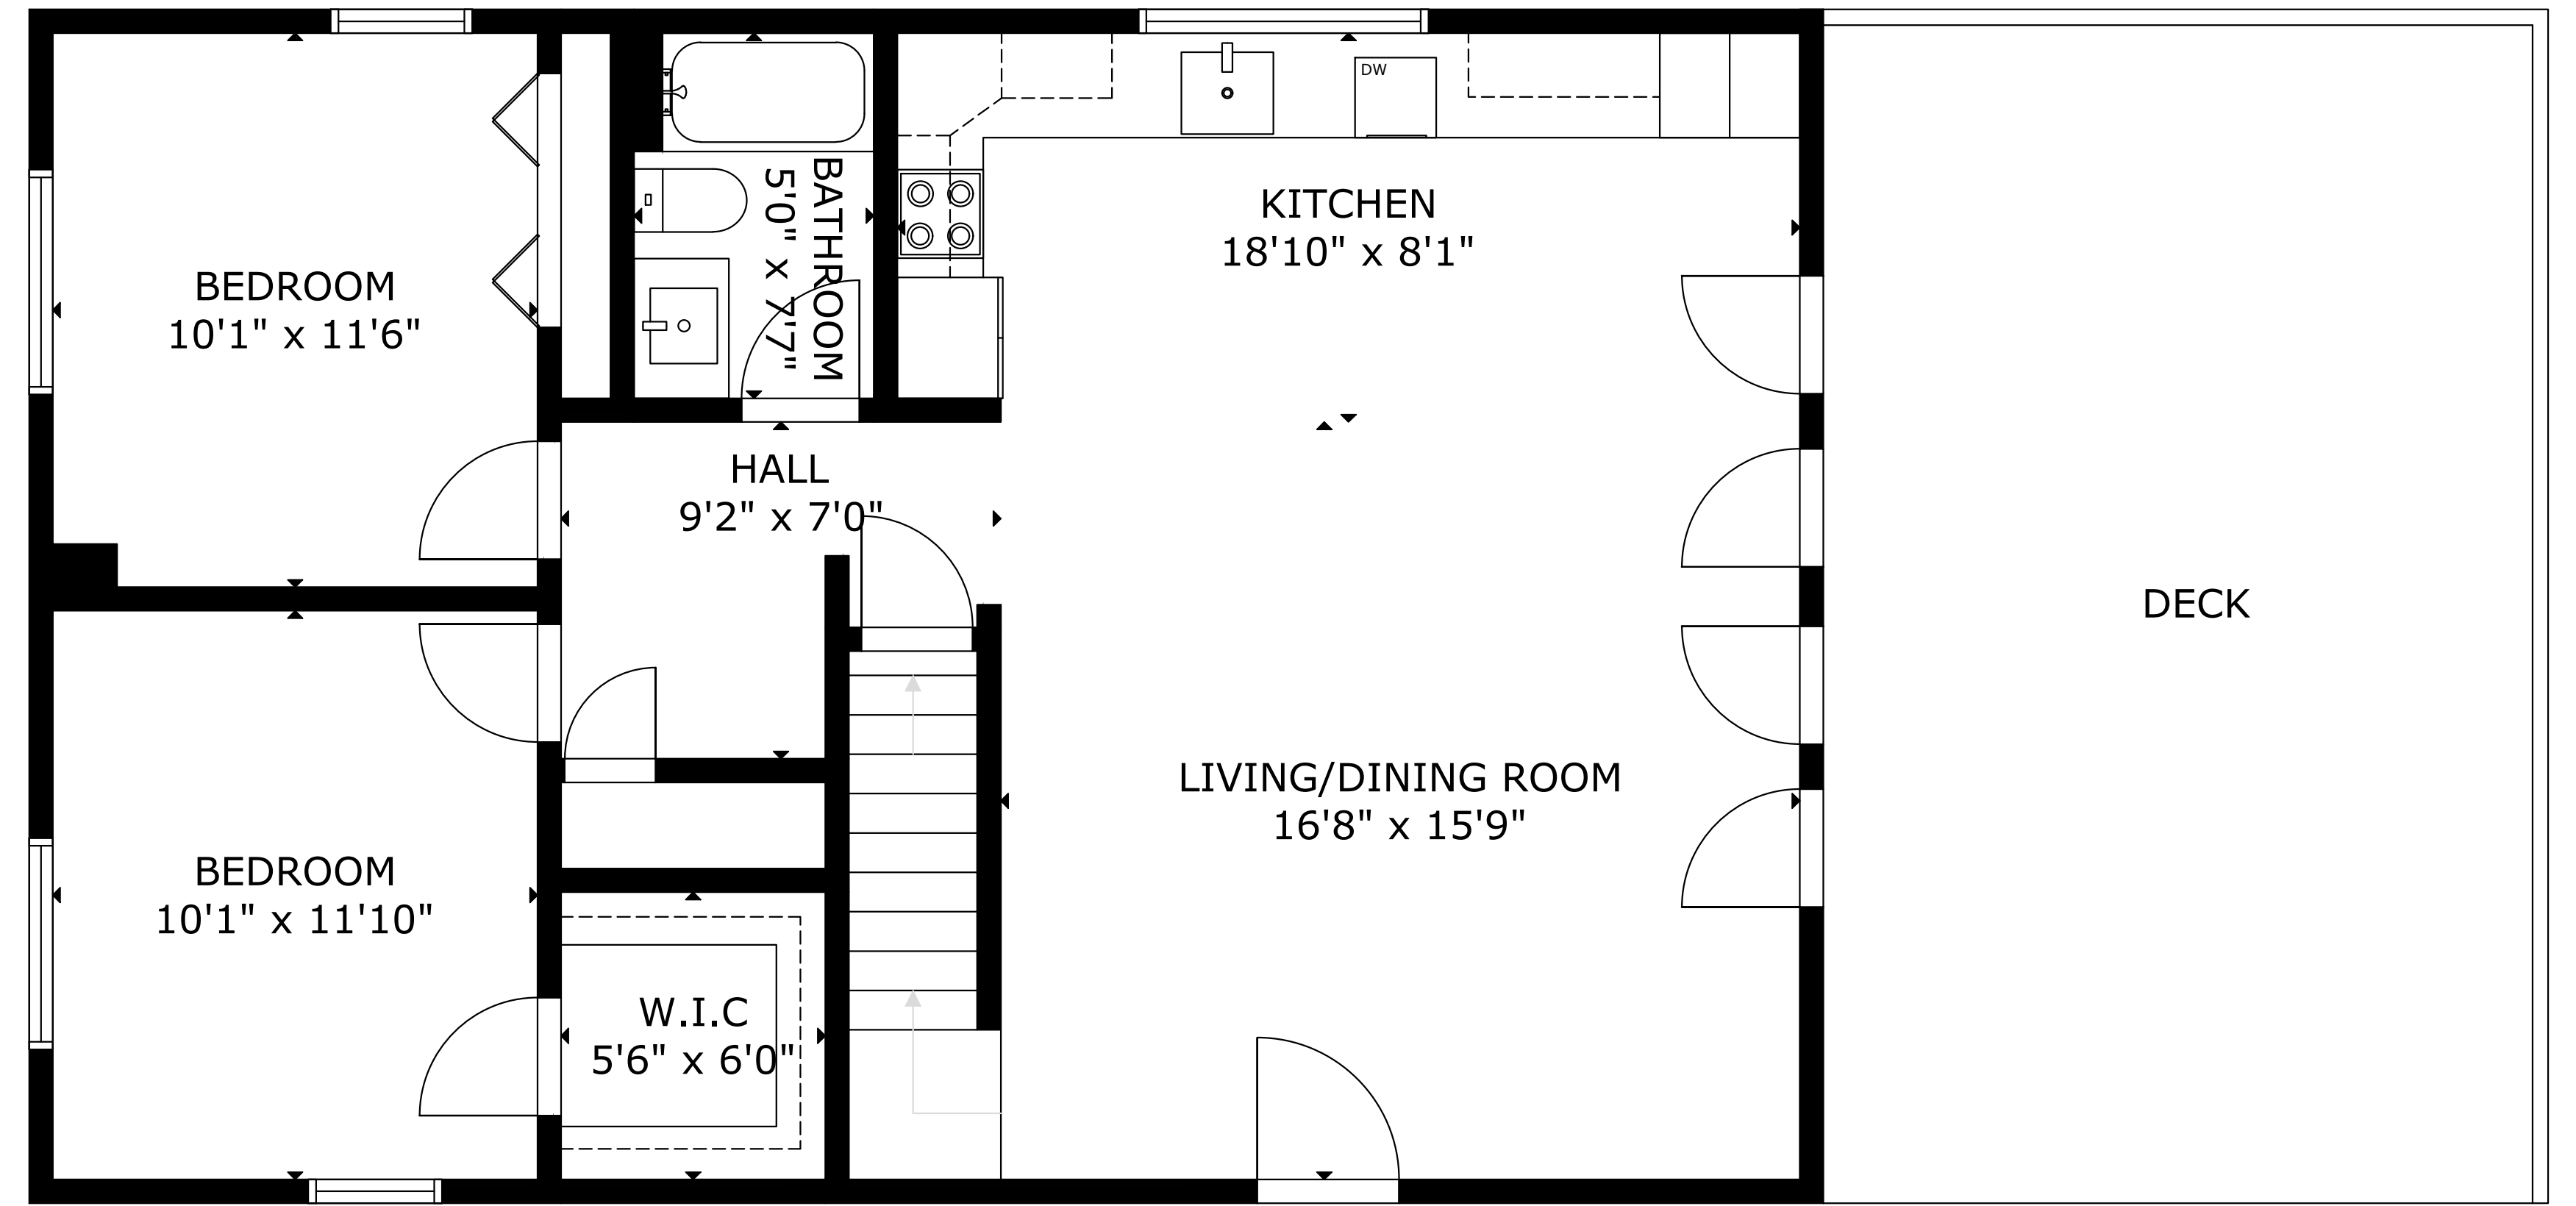 DW
KITCHEN
18'10" x 8'1"
BATHROOM
5'0" x 7'7"
BEDROOM
10'1" x 11'6"
HALL
9'2" x 7'0"
DECK
LIVING/DINING ROOM
16'8" x 15'9"
BEDROOM
10'1" x 11'10"
W.I.C
5'6" x 6'0"